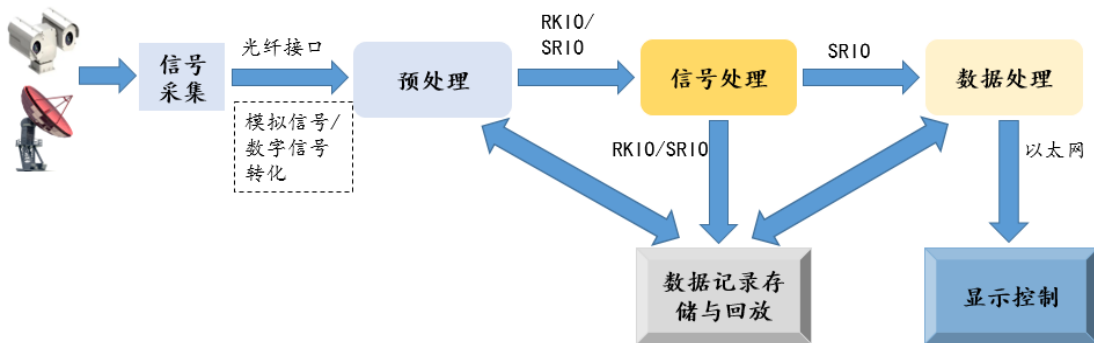 信号
采集
光纤接口
模拟信号/
数字信号
转化
预处理
RKIO/
SRIO
信号处理
SRIO
数据处理
RKIO/SRIO
以太网
数据记录存
储与回放
显示控制